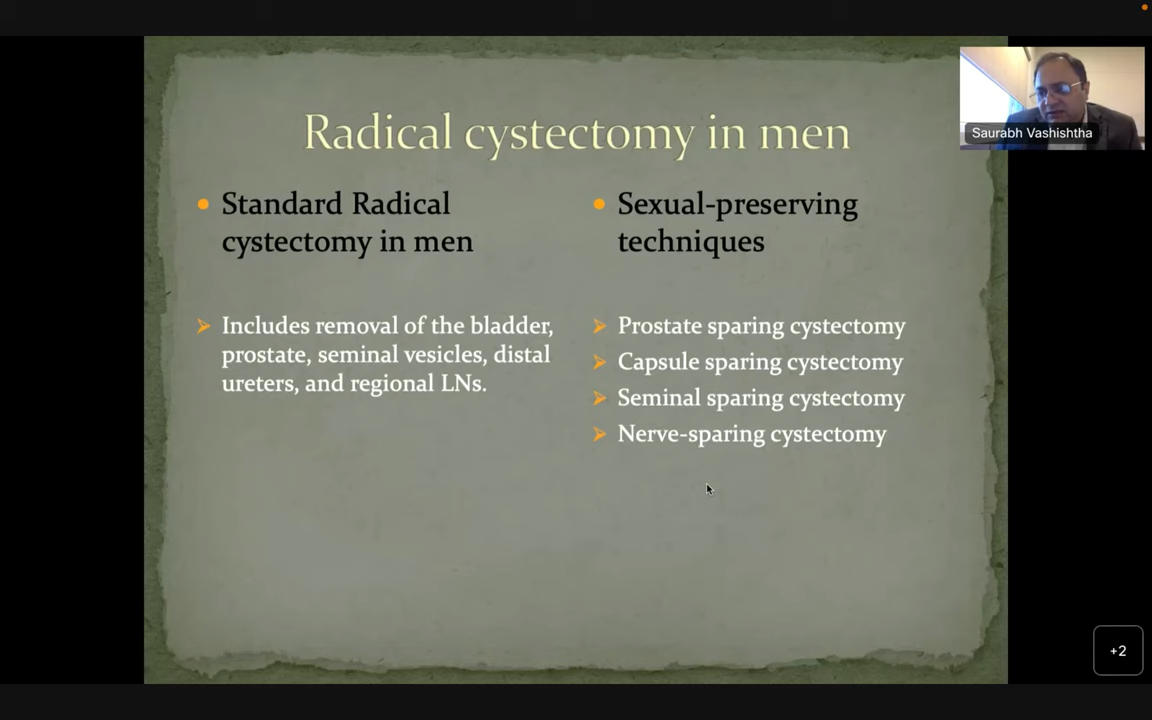 Radical cystectomy in men
Saurabh Vashishtha
Standard Radical
cystectomy in men
Includes removal of the bladder,
prostate, seminal vesicles, distal
ureters, and regional LNs.
Sexual-preserving
techniques
Prostate sparing cystectomy
Capsule sparing cystectomy
Seminal sparing cystectomy
Nerve-sparing cystectomy
+2